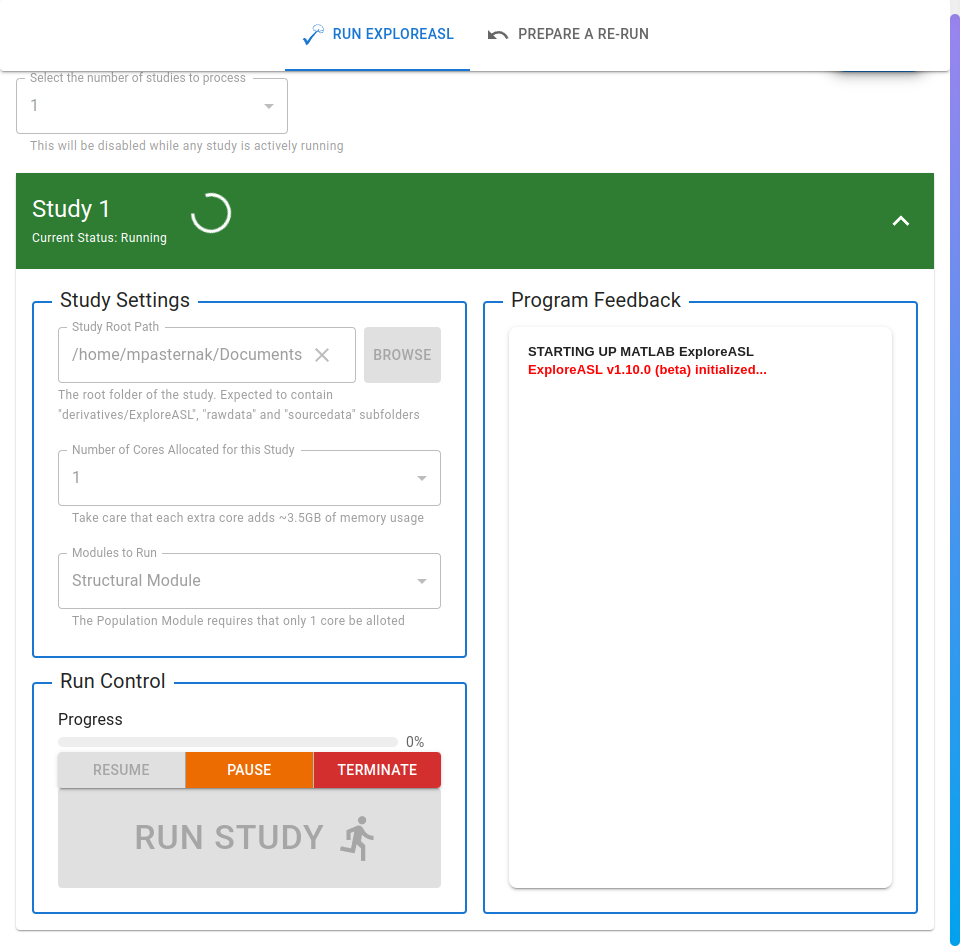 RUN EXPLOREASL
PREPARE A RE-RUN
Select the number of studies to process
1
This will be disabled while any study is actively running
Study 1
Current Status: Running
Study Settings
Study Root Path
/home/mpasternak/Documents
BROWSE
The root folder of the study. Expected to contain
"derivatives/ExploreASL", "rawdata" and "sourcedata" subfolders
Number of Cores Allocated for this Study
1
Take care that each extra core adds ~3.5GB of memory usage
Modules to Run
Structural Module
The Population Module requires that only 1 core be alloted
Run Control
Progress
0%
RESUME
PAUSE
TERMINATE
RUN STUDY
Program Feedback
STARTING UP MATLAB ExploreASL
ExploreASL v1.10.0 (beta) initialized...